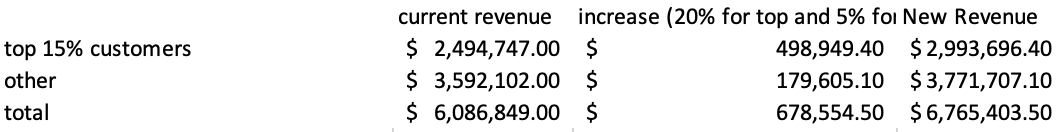 current revenue increase (20% for top and 5% for New Revenue
top 15% customers $ 2,494,747.00 $ 498,949.40 $ 2,993,696.40
other $ 3,592,102.00 $ 179,605.10 $ 3,771,707.10
total $ 6,086,849.00 $ 678,554.50 $ 6,765,403.50